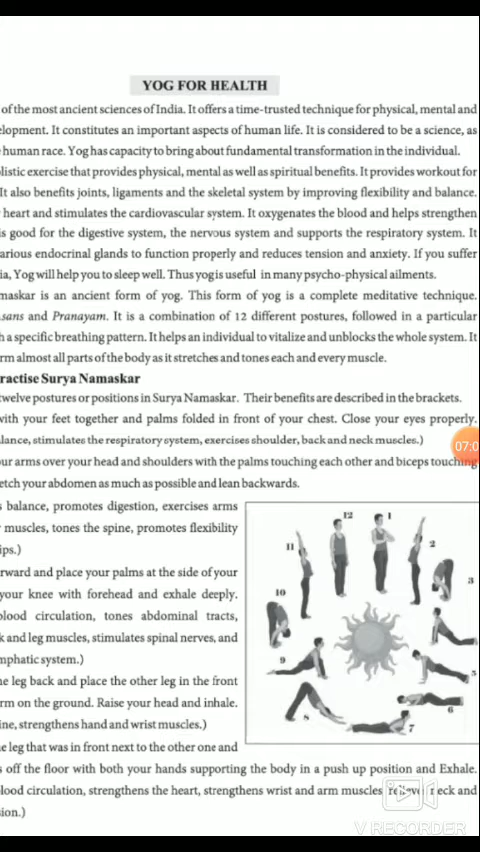 YOG FOR HEALTH
of the most ancient sciences of India. It offers a time-trusted technique for physical, mental and
elopment. It constitutes an important aspects of human life. It is considered to be a science, as
human race. Yog has capacity to bring about fundamental transformation in the individual.
listic exercise that provides physical, mental as well as spiritual benefits. It provides workout for
It also benefits joints, ligaments and the skeletal system by improving flexibility and balance.
heart and stimulates the cardiovascular system. It oxygenates the blood and helps strengthen
is good for the digestive system, the nervous system and supports the respiratory system. It
arious endocrinal glands to function properly and reduces tension and anxiety. If you suffer
ia, Yog will help you to sleep well. Thus yog is useful in many psycho-physical ailments.
maskar is an ancient form of yog. This form of yog is a complete meditative technique.
sans and Pranayam. It is a combination of 12 different postures, followed in a particular
h a specific breathing pattern. It helps an individual to vitalize and unblocks the whole system. It
rm almost all parts of the body as it stretches and tones each and every muscle.
ractise Surya Namaskar
twelve postures or positions in Surya Namaskar. Their benefits are described in the brackets.
with your feet together and palms folded in front of your chest. Close your eyes properly.
alance, stimulates the respiratory system, exercises shoulder, back and neck muscles.)
our arms over your head and shoulders with the palms touching each other and biceps touching
etch your abdomen as much as possible and lean backwards.
s balance, promotes digestion, exercises arms
muscles, tones the spine, promotes flexibility
ips.)
rward and place your palms at the side of your
your knee with forehead and exhale deeply.
lood circulation, tones abdominal tracts,
k and leg muscles, stimulates spinal nerves, and
mphatic system.)
ne leg back and place the other leg in the front
rm on the ground. Raise your head and inhale.
ine, strengthens hand and wrist muscles.)
ne leg that was in front next to the other one and
s off the floor with both your hands supporting the body in a push up position and Exhale.
lood circulation, strengthens the heart, strengthens wrist and arm muscles, relieves neck and
sion.)
12 1
11 2
10 3
9 5
8 7 6
07:0
V RECORDER